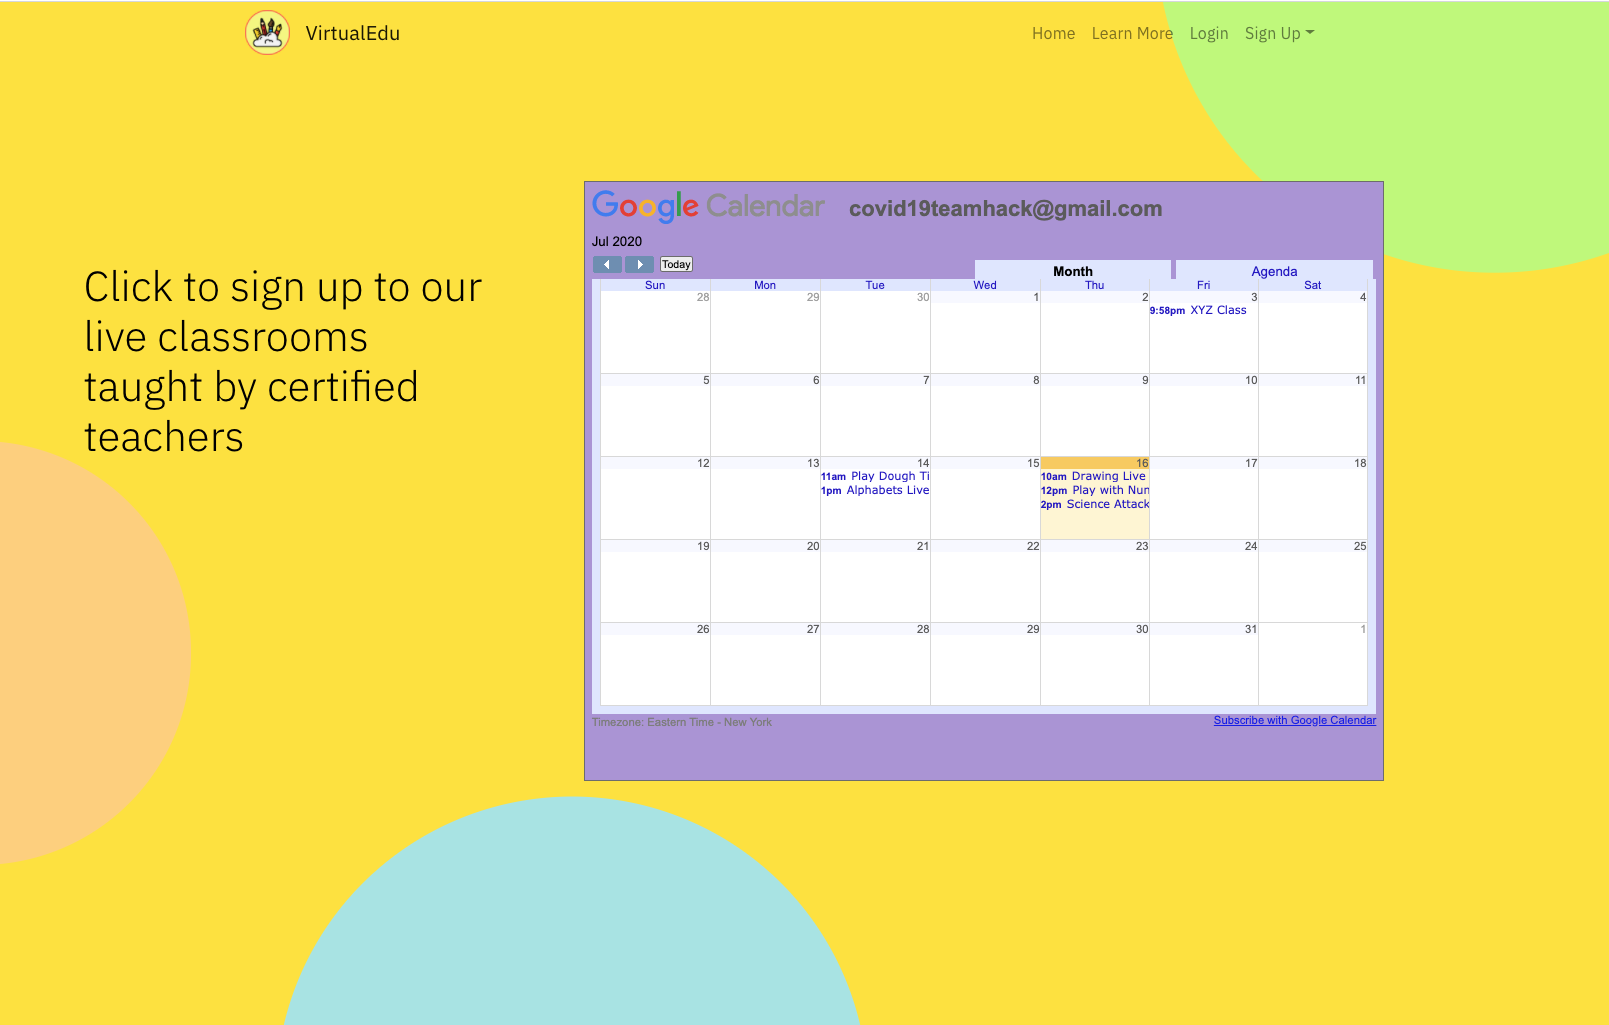 VirtualEdu
Home Learn More Login Sign Up
Click to sign up to our
live classrooms
taught by certified
teachers
Google Calendar covid19teamhack@gmail.com
Jul 2020
Today
Month Agenda
Sun Mon Tue Wed Thu Fri Sat
28 29 30 1 2 3 4
9:58pm XYZ Class
5 6 7 8 9 10 11
12 13 14 15 16 17 18
11am Play Dough Ti 10am Drawing Live
1pm Alphabets Live 12pm Play with Nun
2pm Science Attack
19 20 21 22 23 24 25
26 27 28 29 30 31 1
Timezone: Eastern Time - New York Subscribe with Google Calendar